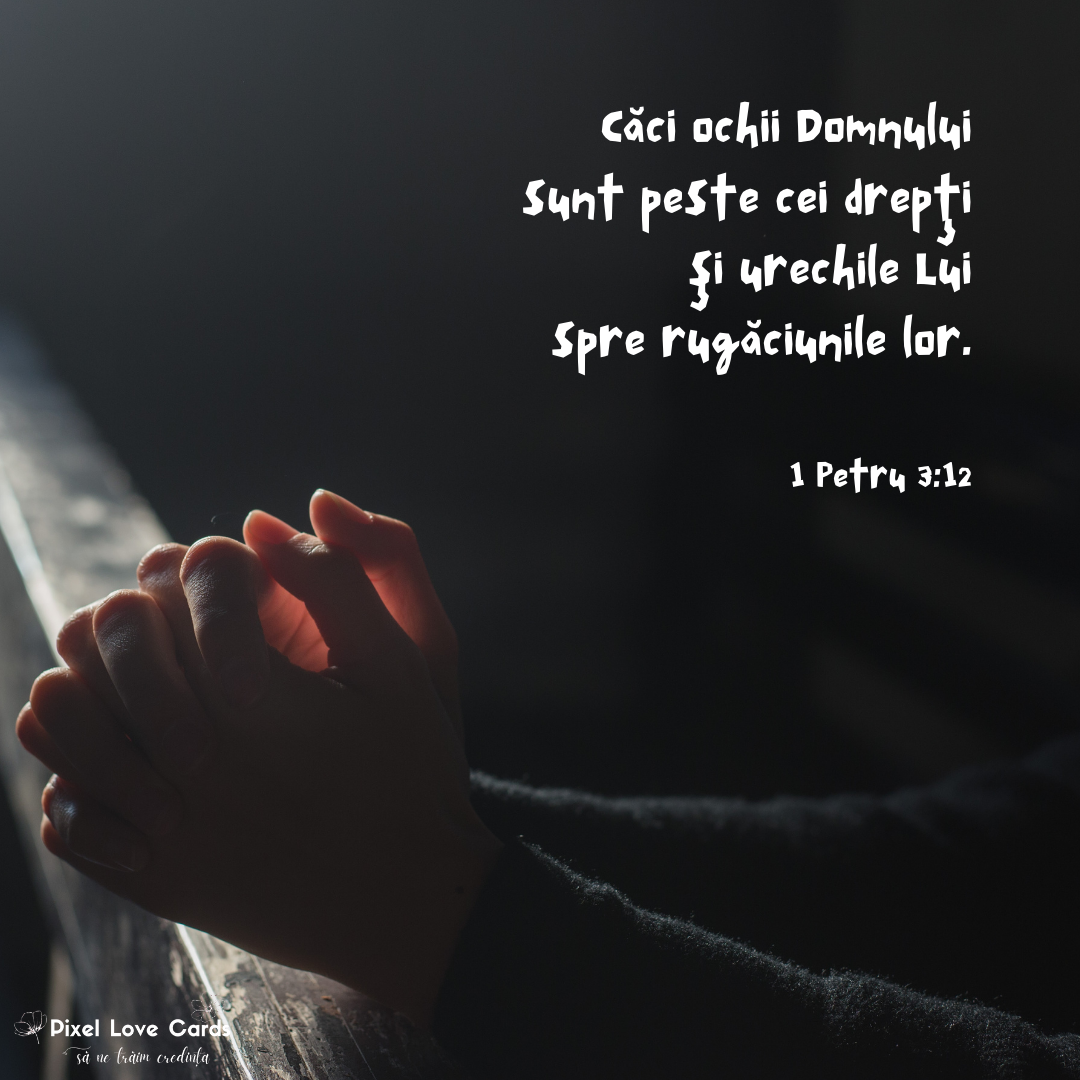 Căci ochii Domnului
sunt peste cei drepţi
şi urechile Lui
spre rugăciunile lor.
1 Petru 3:12
Pixel Love Cards
să ne trăim credința